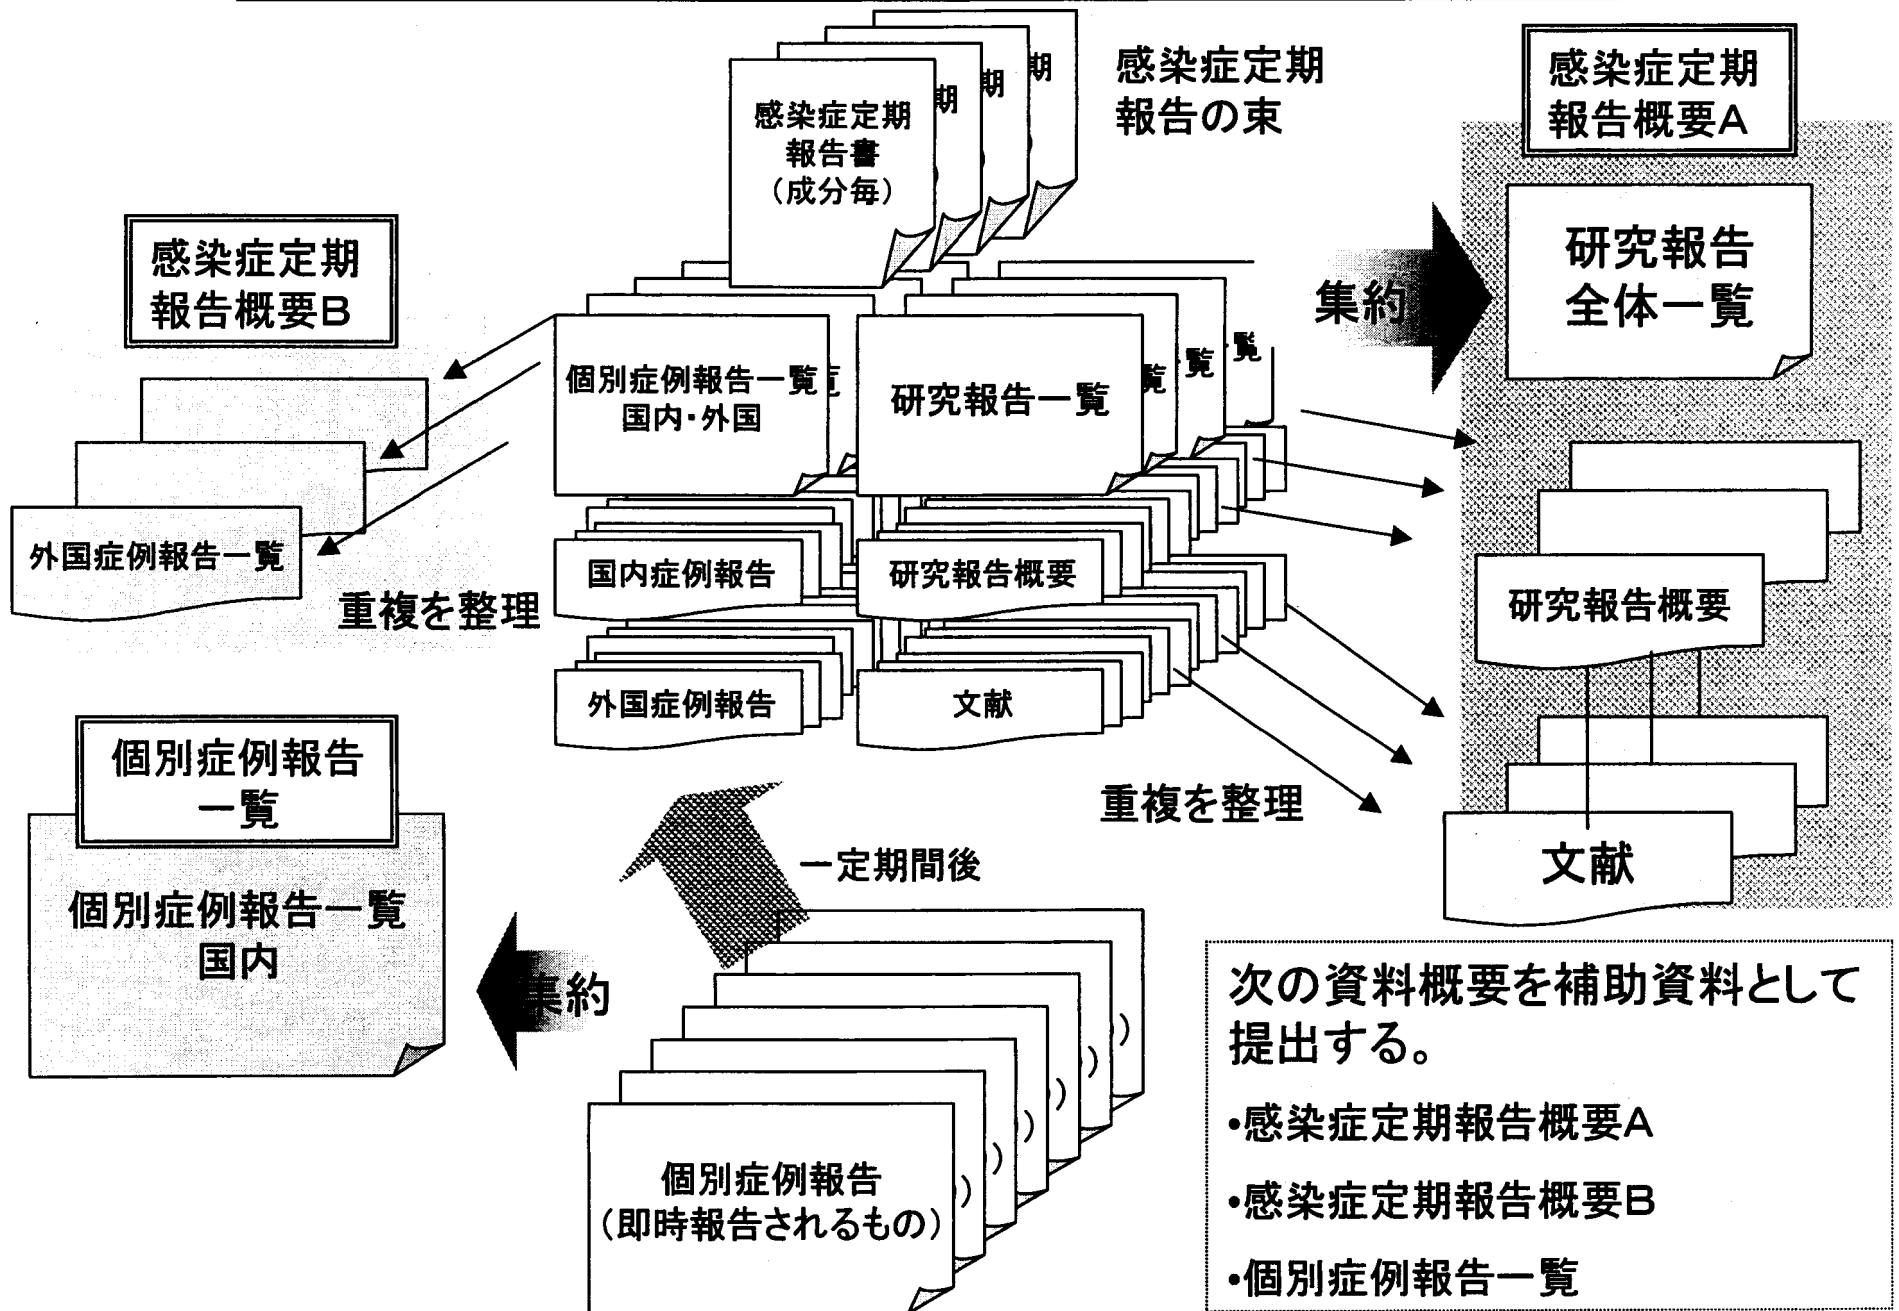 感染症定期
報告の束
感染症定期
報告書
(成分毎)
期
期
期
感染症定期
報告概要A
研究報告
全体一覧
集約
感染症定期
報告概要B
個別症例報告一覧
国内・外国
研究報告一覧
覧
覧
覧
外国症例報告一覧
重複を整理
国内症例報告
研究報告概要
研究報告概要
外国症例報告
文献
重複を整理
文献
個別症例報告
一覧
個別症例報告一覧
国内
集約
一定期間後
個別症例報告
(即時報告されるもの)
)
)
)
)
)
次の資料概要を補助資料として
提出する。
・感染症定期報告概要A
・感染症定期報告概要B
・個別症例報告一覧